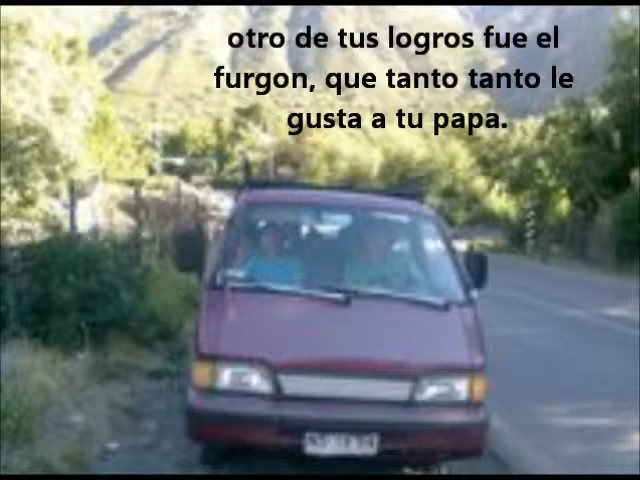 otro de tus logros fue el
furgon, que tanto tanto le
gusta a tu papa.